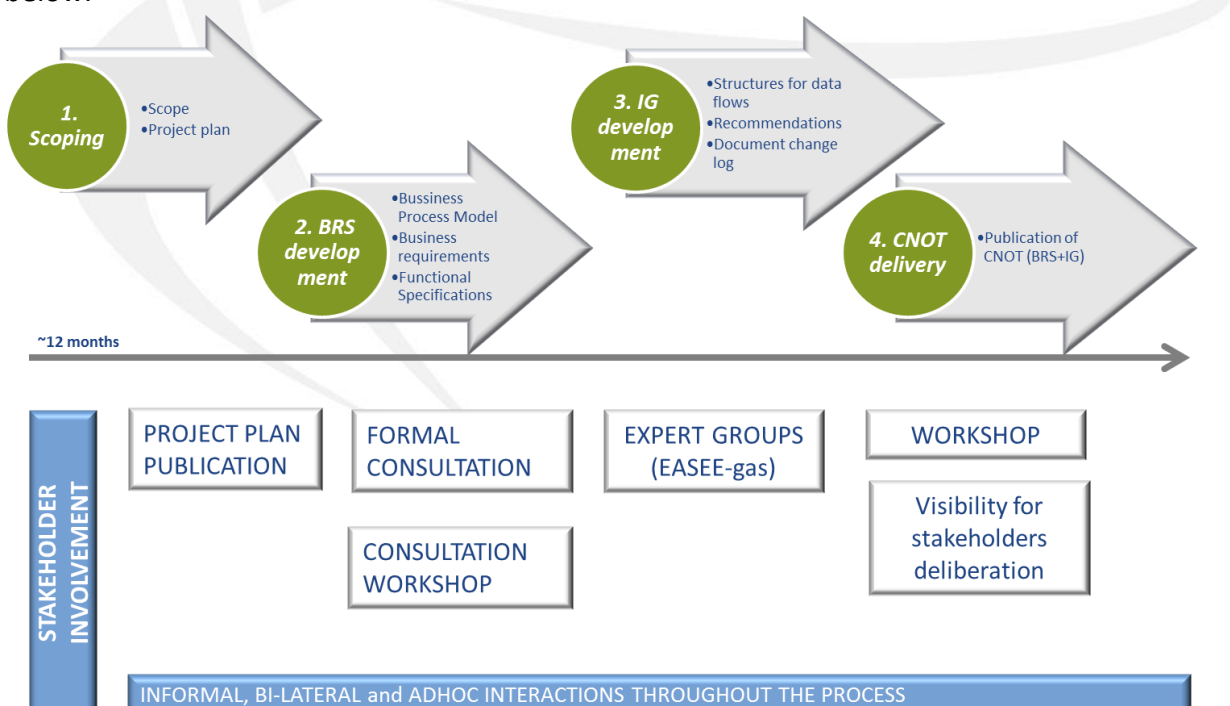 below:
1.
Scoping
•Scope
•Project plan
2. BRS
develop
ment
•Bussiness
Process Model
•Business
requirements
•Functional
Specifications
3. IG
develop
ment
•Structures for data
flows
•Recommendations
•Document change
log
4. CNOT
delivery
•Publication of
CNOT (BRS+IG)
~12 months
STAKEHOLDER
INVOLVEMENT
PROJECT PLAN
PUBLICATION
FORMAL
CONSULTATION
CONSULTATION
WORKSHOP
EXPERT GROUPS
(EASEE-gas)
WORKSHOP
Visibility for
stakeholders
deliberation
INFORMAL, BI-LATERAL and ADHOC INTERACTIONS THROUGHOUT THE PROCESS